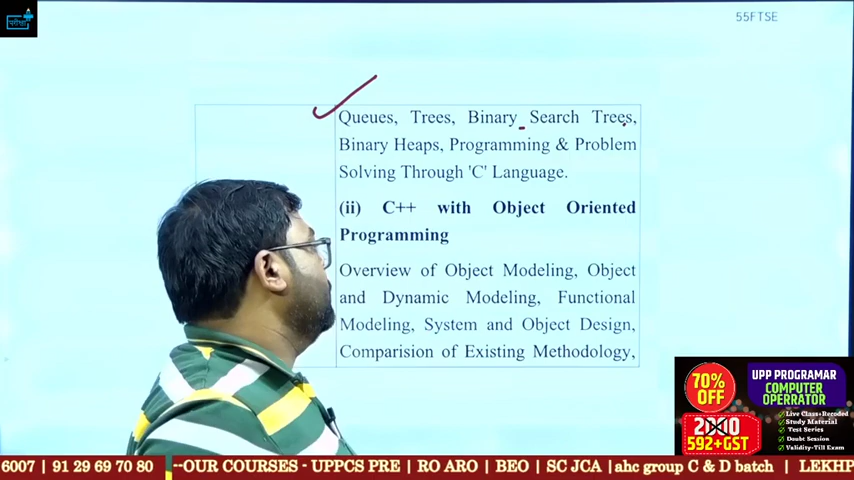 परीक्षा
55FTSE
Queues, Trees, Binary Search Trees,
Binary Heaps, Programming & Problem
Solving Through 'C' Language.
(ii) C++ with Object Oriented
Programming
Overview of Object Modeling, Object
and Dynamic Modeling, Functional
Modeling, System and Object Design,
Comparision of Existing Methodology,
70%
OFF
592+GST
UPP PROGRAMAR
COMPUTER
OPERRATOR
Live Class+Recoded
Study Material
Test Series
Doubt Session
Validity-Till Exam
6007 | 91 29 69 70 80 --OUR COURSES - UPPCS PRE | RO ARO | BEO | SC JCA | ahc group C & D batch | LEKHP